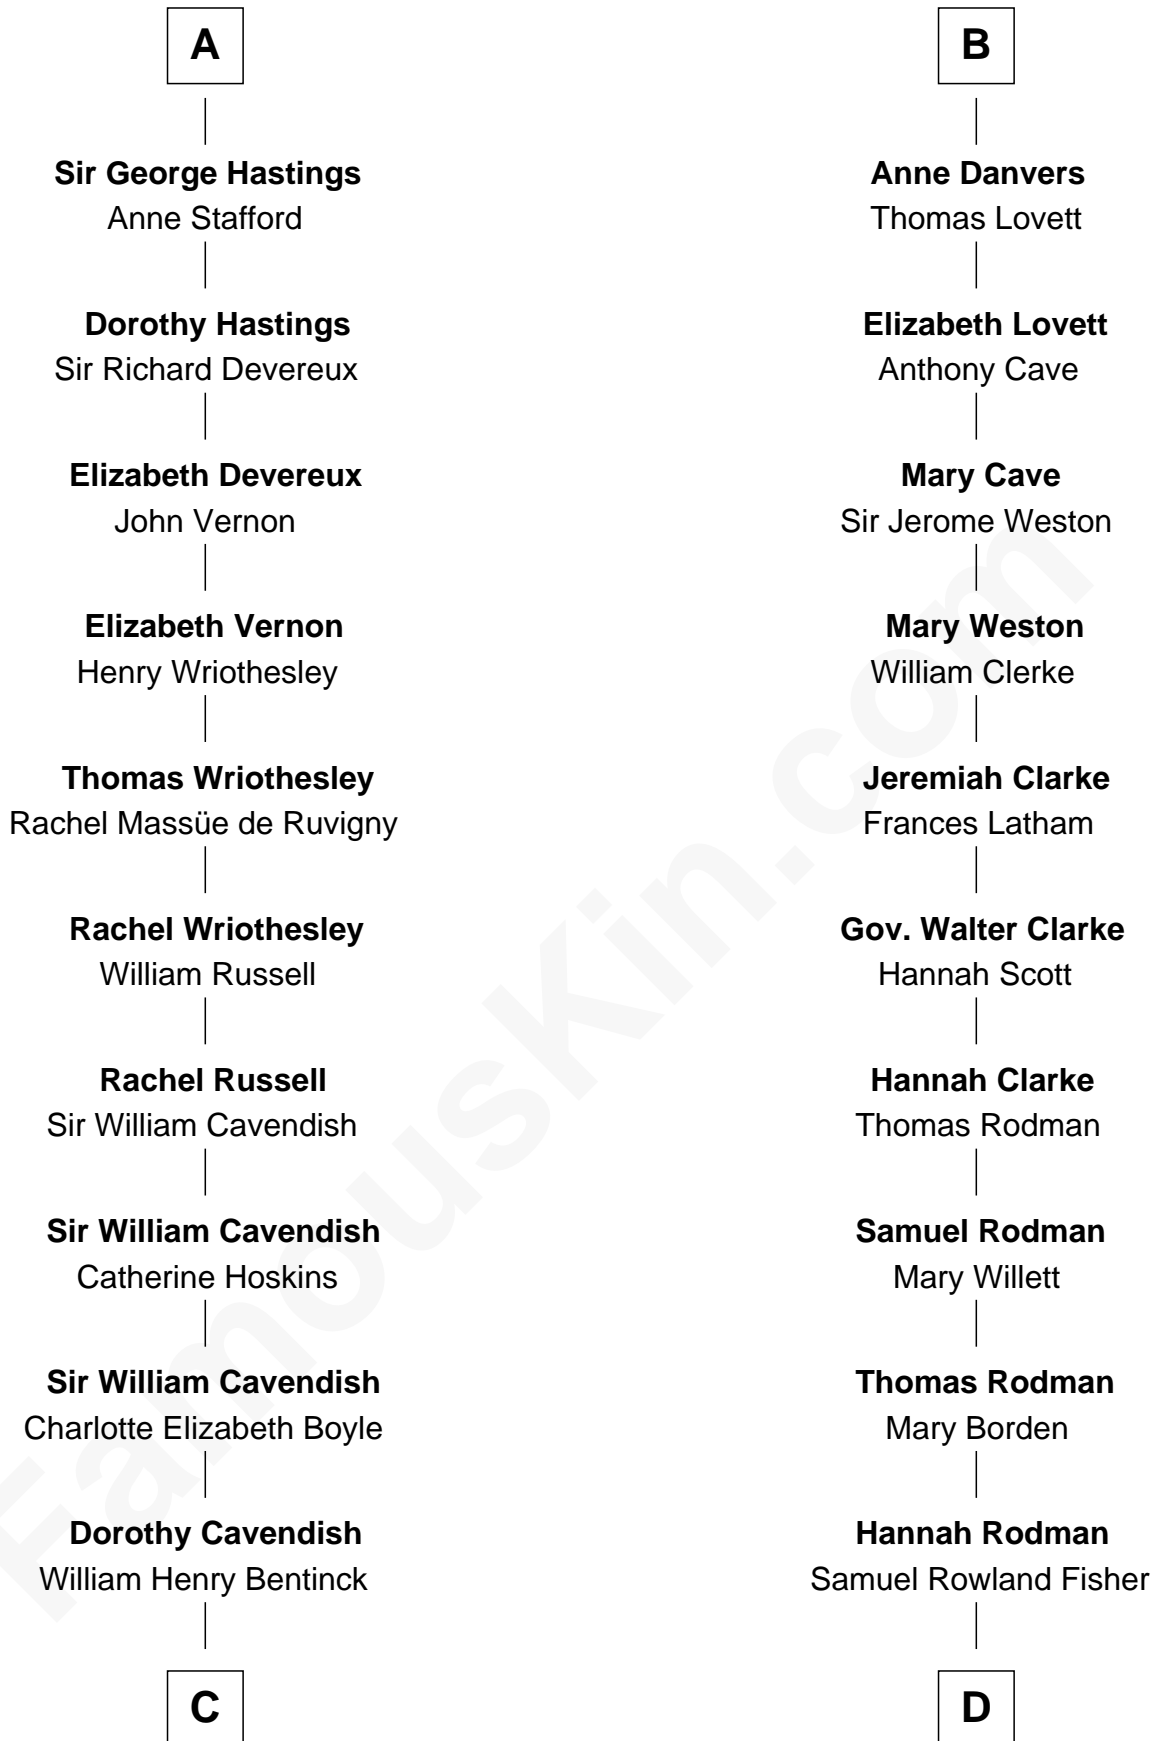 A
Sir George Hastings
Anne Stafford
Dorothy Hastings
Sir Richard Devereux
Elizabeth Devereux
John Vernon
Elizabeth Vernon
Henry Wriothesley
Thomas Wriothesley
Rachel Massüe de Ruvigny
Rachel Wriothesley
William Russell
Rachel Russell
Sir William Cavendish
Sir William Cavendish
Catherine Hoskins
Sir William Cavendish
Charlotte Elizabeth Boyle
Dorothy Cavendish
William Henry Bentinck
C
B
Anne Danvers
Thomas Lovett
Elizabeth Lovett
Anthony Cave
Mary Cave
Sir Jerome Weston
Mary Weston
William Clerke
Jeremiah Clarke
Frances Latham
Gov. Walter Clarke
Hannah Scott
Hannah Clarke
Thomas Rodman
Samuel Rodman
Mary Willett
Thomas Rodman
Mary Borden
Hannah Rodman
Samuel Rowland Fisher
D
FamousKin.com